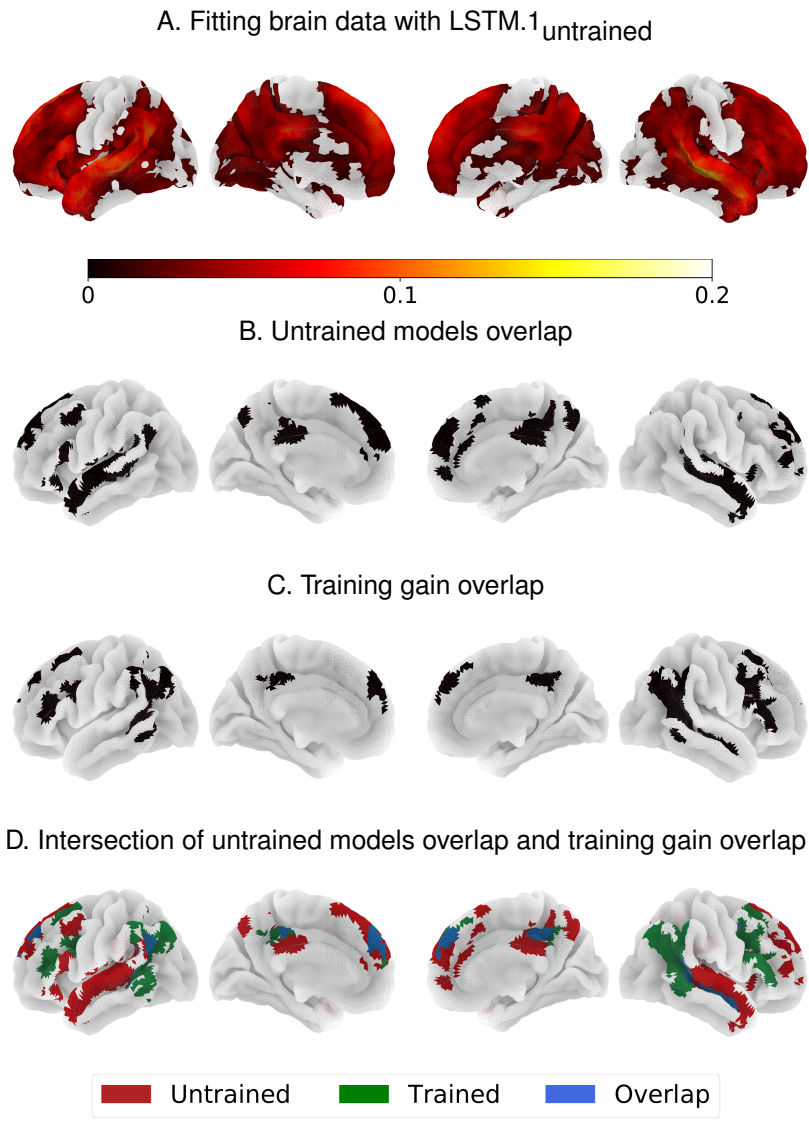 A. Fitting brain data with LSTM.1untrained
0 0.1 0.2
B. Untrained models overlap
C. Training gain overlap
D. Intersection of untrained models overlap and training gain overlap
Untrained Trained Overlap